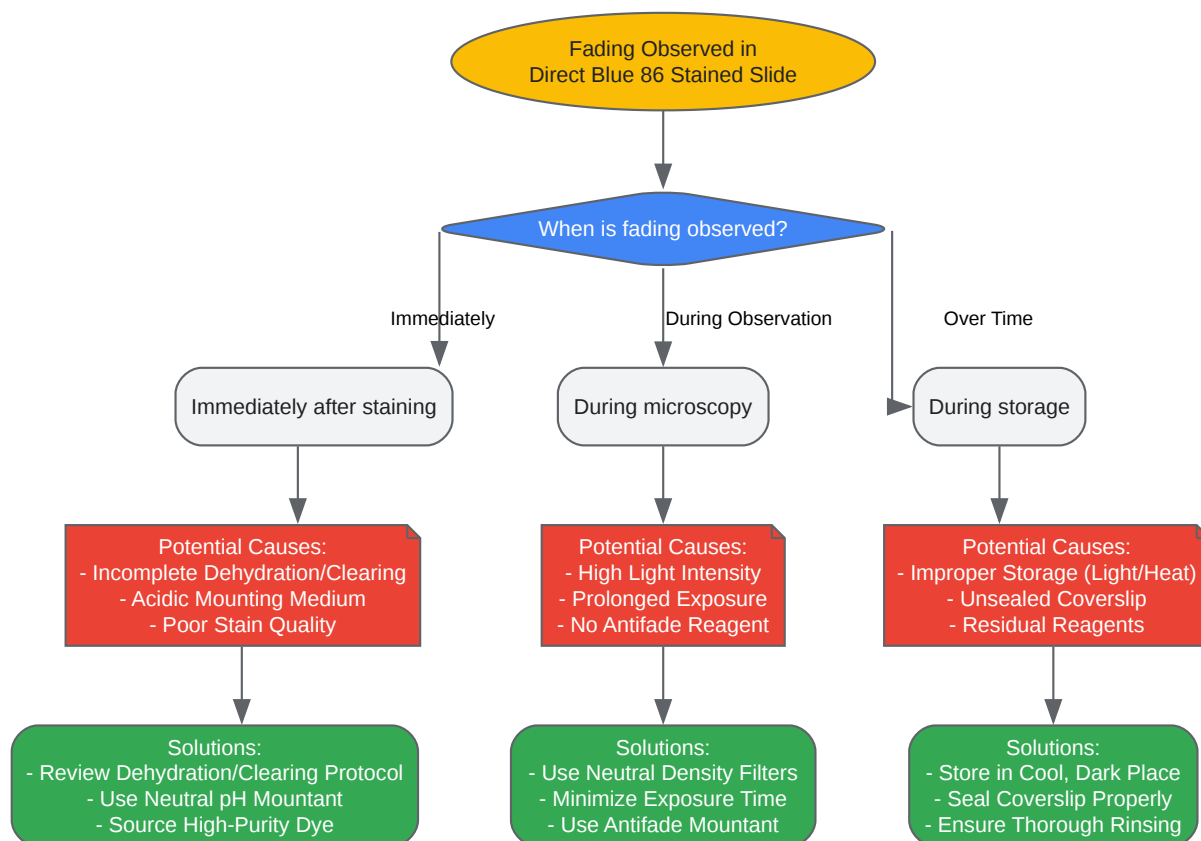 Fading Observed in
Direct Blue 86 Stained Slide
When is fading observed?
Immediately
During Observation
Over Time
Immediately after staining
During microscopy
During storage
Potential Causes:
- Incomplete Dehydration/Clearing
- Acidic Mounting Medium
- Poor Stain Quality
Potential Causes:
- High Light Intensity
- Prolonged Exposure
- No Antifade Reagent
Potential Causes:
- Improper Storage (Light/Heat)
- Unsealed Coverslip
- Residual Reagents
Solutions:
- Review Dehydration/Clearing Protocol
- Use Neutral pH Mountant
- Source High-Purity Dye
Solutions:
- Use Neutral Density Filters
- Minimize Exposure Time
- Use Antifade Mountant
Solutions:
- Store in Cool, Dark Place
- Seal Coverslip Properly
- Ensure Thorough Rinsing